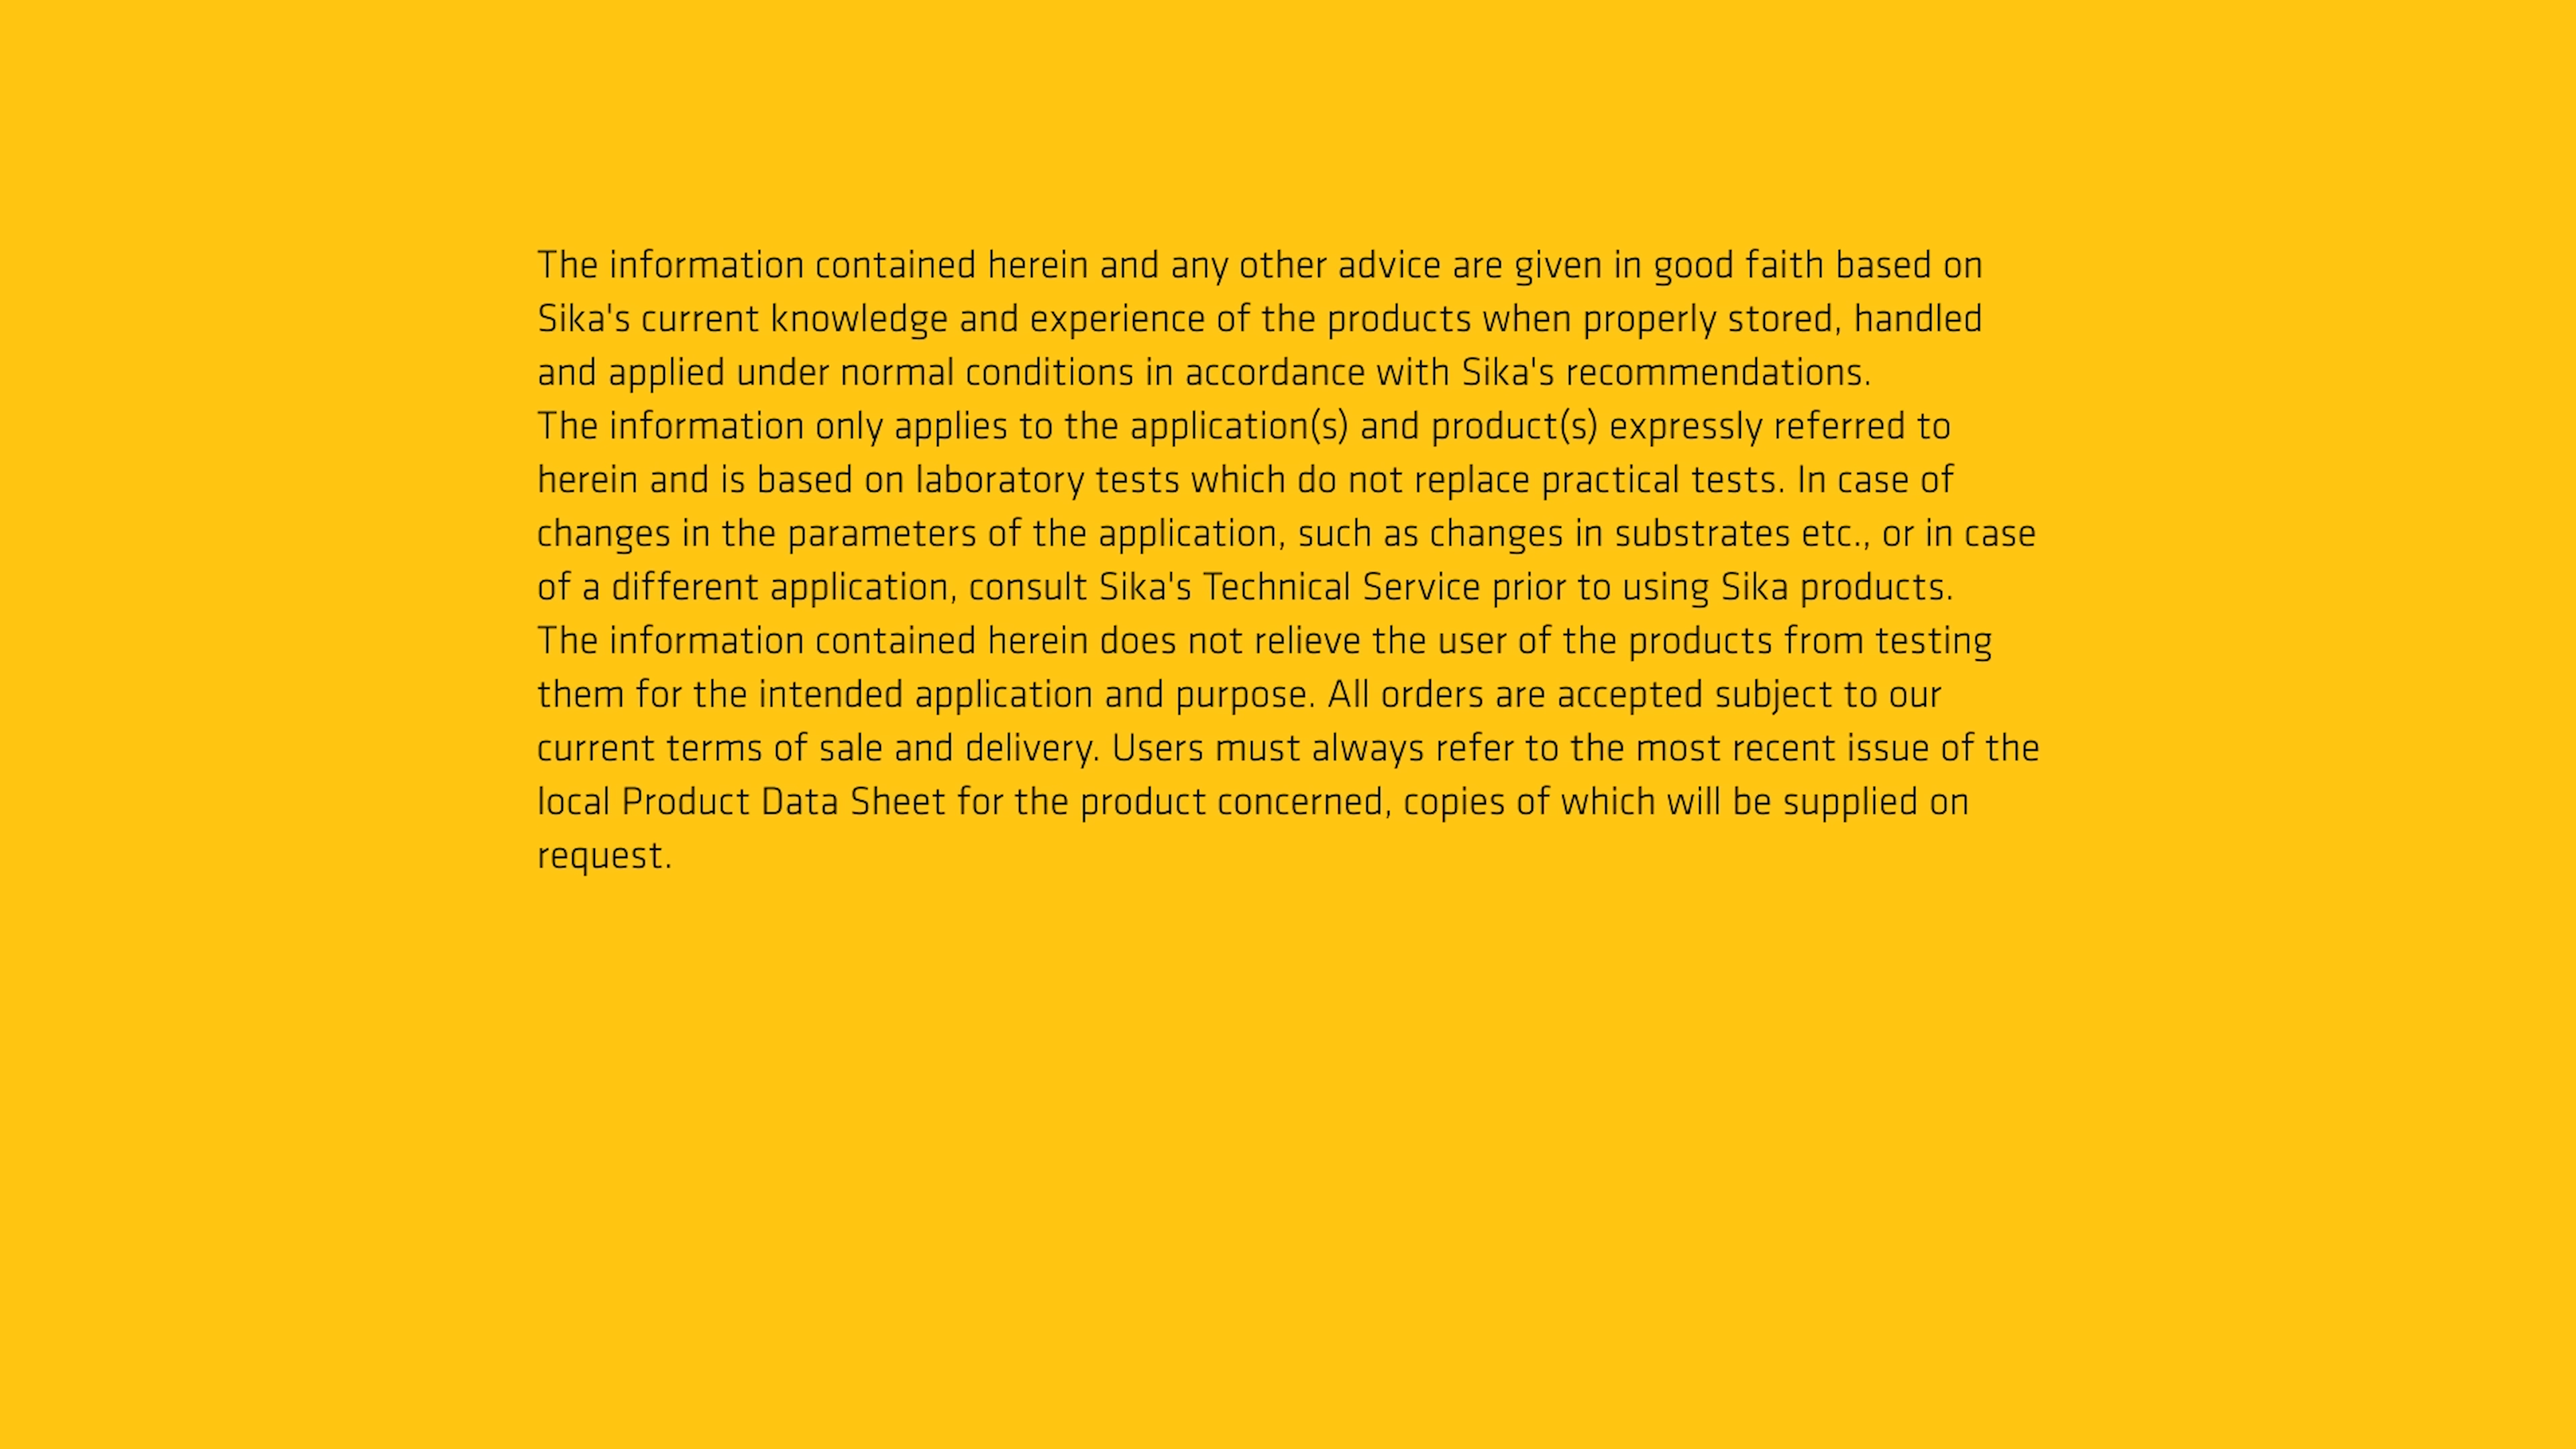 The information contained herein and any other advice are given in good faith based on
Sika's current knowledge and experience of the products when properly stored, handled
and applied under normal conditions in accordance with Sika's recommendations.
The information only applies to the application(s) and product(s) expressly referred to
herein and is based on laboratory tests which do not replace practical tests. In case of
changes in the parameters of the application, such as changes in substrates etc., or in case
of a different application, consult Sika's Technical Service prior to using Sika products.
The information contained herein does not relieve the user of the products from testing
them for the intended application and purpose. All orders are accepted subject to our
current terms of sale and delivery. Users must always refer to the most recent issue of the
local Product Data Sheet for the product concerned, copies of which will be supplied on
request.